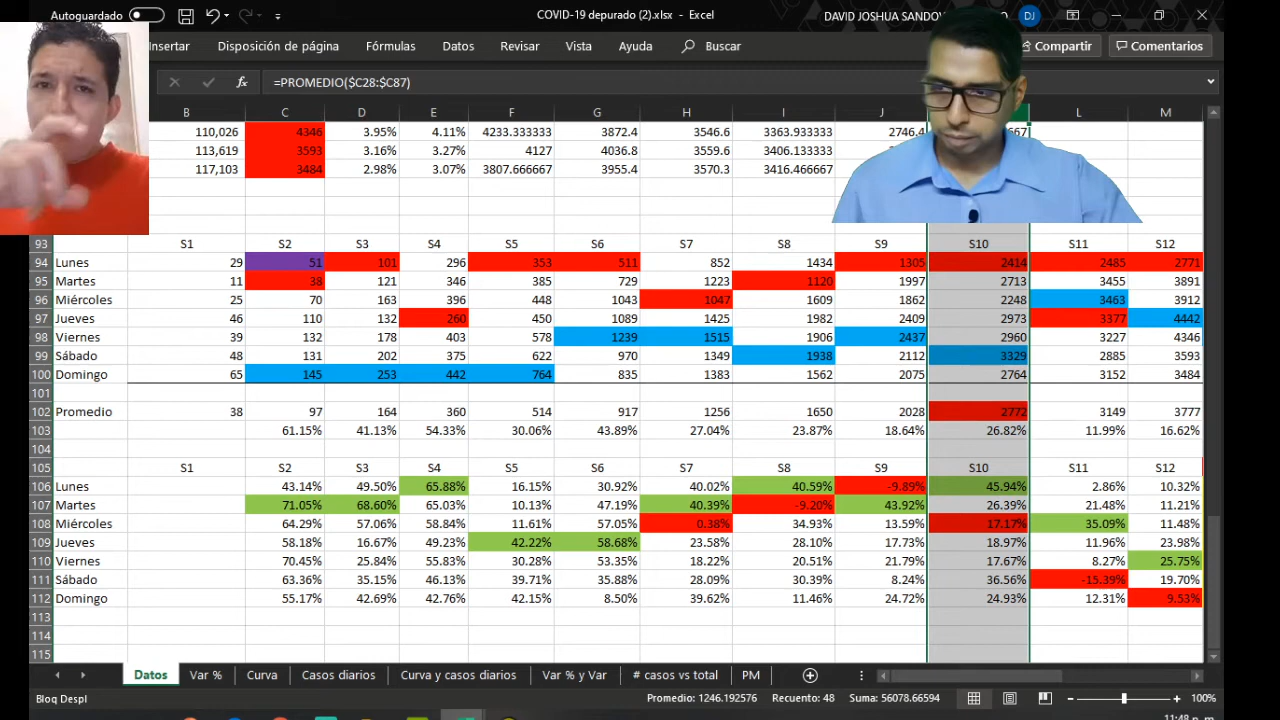 Autoguardado
COVID-19 depurado (2).xlsx - Excel
DAVID JOSHUA SANDOV
DJ
Insertar Disposición de página Fórmulas Datos Revisar Vista Ayuda Buscar Compartir Comentarios
fx =PROMEDIO($C28:$C87)
B C D E F G H I J L M
110,026 4346 3.95% 4.11% 4233.333333 3872.4 3546.6 3363.933333 2746.4
113,619 3593 3.16% 3.27% 4127 4036.8 3559.6 3406.133333
117,103 3484 2.98% 3.07% 3807.666667 3955.4 3570.3 3416.466667
93 S1 S2 S3 S4 S5 S6 S7 S8 S9 S10 S11 S12
94 Lunes 29 51 101 296 353 511 852 1434 1305 2414 2485 2771
95 Martes 11 38 121 346 385 729 1223 1120 1997 2713 3455 3891
96 Miércoles 25 70 163 396 448 1043 1047 1609 1862 2248 3463 3912
97 Jueves 46 110 132 260 450 1089 1425 1982 2409 2973 3377 4442
98 Viernes 39 132 178 403 578 1239 1515 1906 2437 2960 3227 4346
99 Sábado 48 131 202 375 622 970 1349 1938 2112 3329 2885 3593
100 Domingo 65 145 253 442 764 835 1383 1562 2075 2764 3152 3484
101
102 Promedio 38 97 164 360 514 917 1256 1650 2028 2772 3149 3777
103 61.15% 41.13% 54.33% 30.06% 43.89% 27.04% 23.87% 18.64% 26.82% 11.99% 16.62%
104
105 S1 S2 S3 S4 S5 S6 S7 S8 S9 S10 S11 S12
106 Lunes 43.14% 49.50% 65.88% 16.15% 30.92% 40.02% 40.59% -9.89% 45.94% 2.86% 10.32%
107 Martes 71.05% 68.60% 65.03% 10.13% 47.19% 40.39% -9.20% 43.92% 26.39% 21.48% 11.21%
108 Miércoles 64.29% 57.06% 58.84% 11.61% 57.05% 0.38% 34.93% 13.59% 17.17% 35.09% 11.48%
109 Jueves 58.18% 16.67% 49.23% 42.22% 58.68% 23.58% 28.10% 17.73% 18.97% 11.96% 23.98%
110 Viernes 70.45% 25.84% 55.83% 30.28% 53.35% 18.22% 20.51% 21.79% 17.67% 8.27% 25.75%
111 Sábado 63.36% 35.15% 46.13% 39.71% 35.88% 28.09% 30.39% 8.24% 36.56% -15.39% 19.70%
112 Domingo 55.17% 42.69% 42.76% 42.15% 8.50% 39.62% 11.46% 24.72% 24.93% 12.31% 9.53%
113
114
115
Datos Var % Curva Casos diarios Curva y casos diarios Var % y Var # casos vs total PM
Bloq Despl Promedio: 1246.192576 Recuento: 48 Suma: 56078.66594 100%